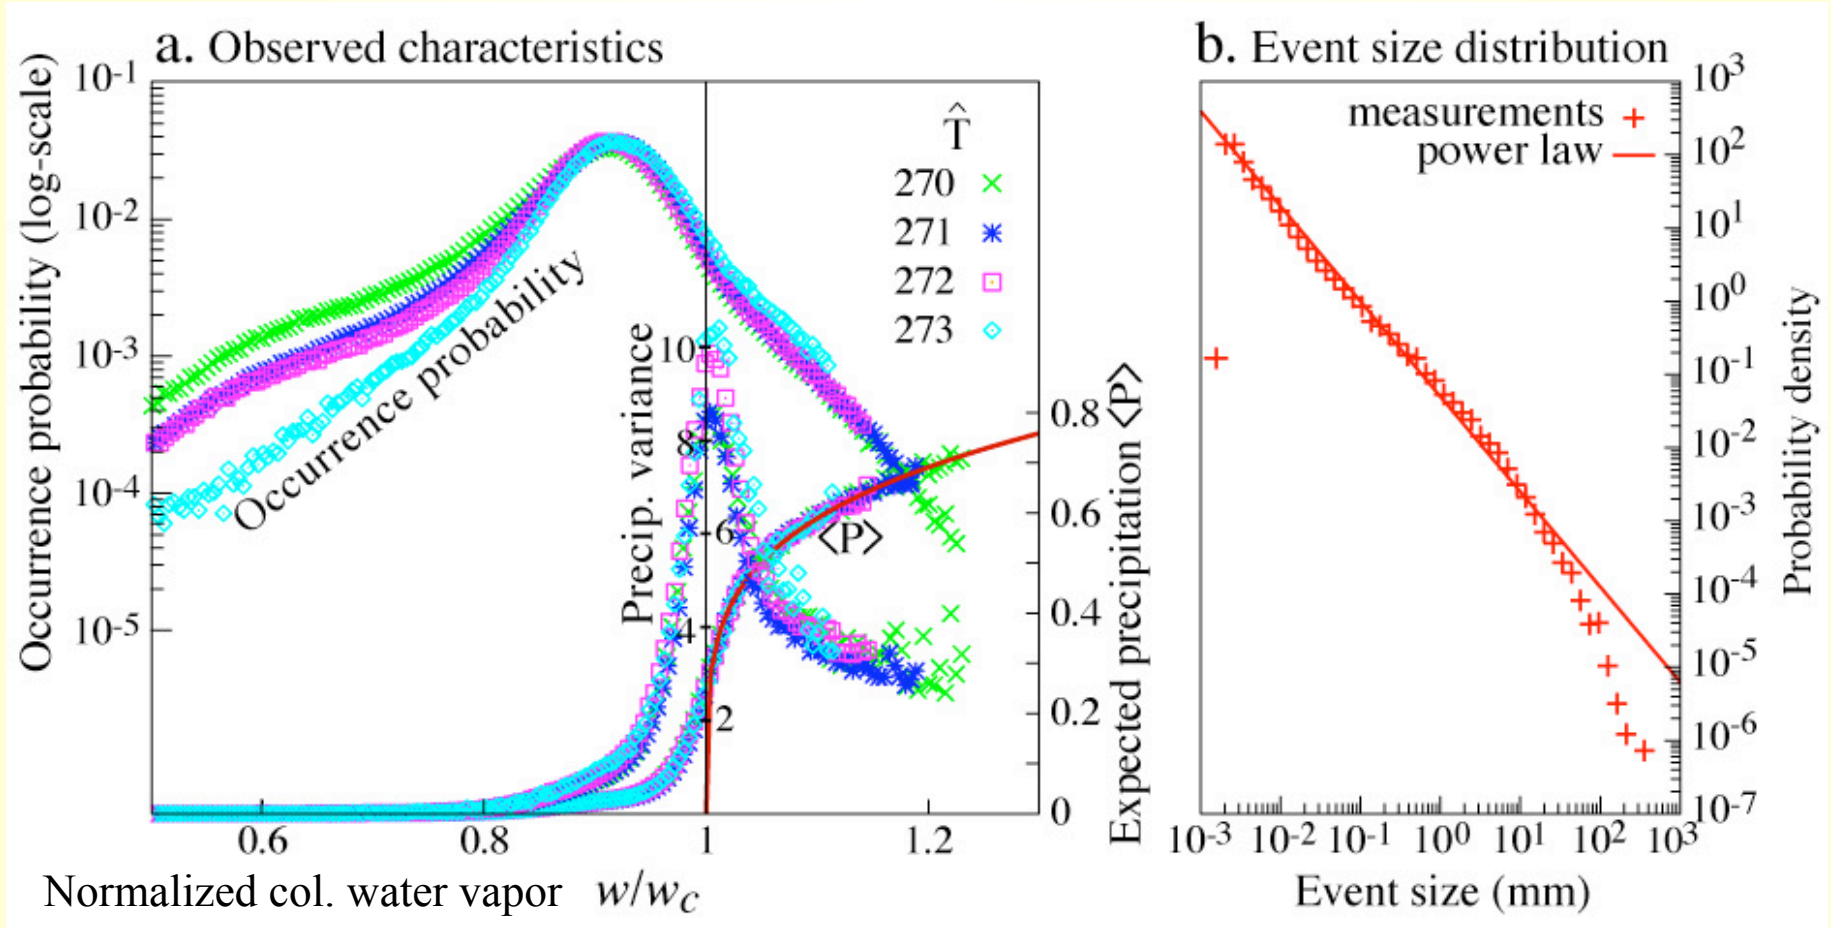 a. Observed characteristics
Occurrence probability (log-scale)
10-1
10-2
10-3
10-4
10-5
T̂
270
271
272
273
Occurrence probability
Precip. variance
10
8
6
4
2
<P>
0.8
0.6
0.4
0.2
0
Expected precipitation <P>
0.6 0.8 1 1.2
Normalized col. water vapor w/wc
b. Event size distribution
measurements
power law
103
102
101
100
10-1
10-2
10-3
10-4
10-5
10-6
10-7
Probability density
10-3 10-2 10-1 100 101 102 103
Event size (mm)